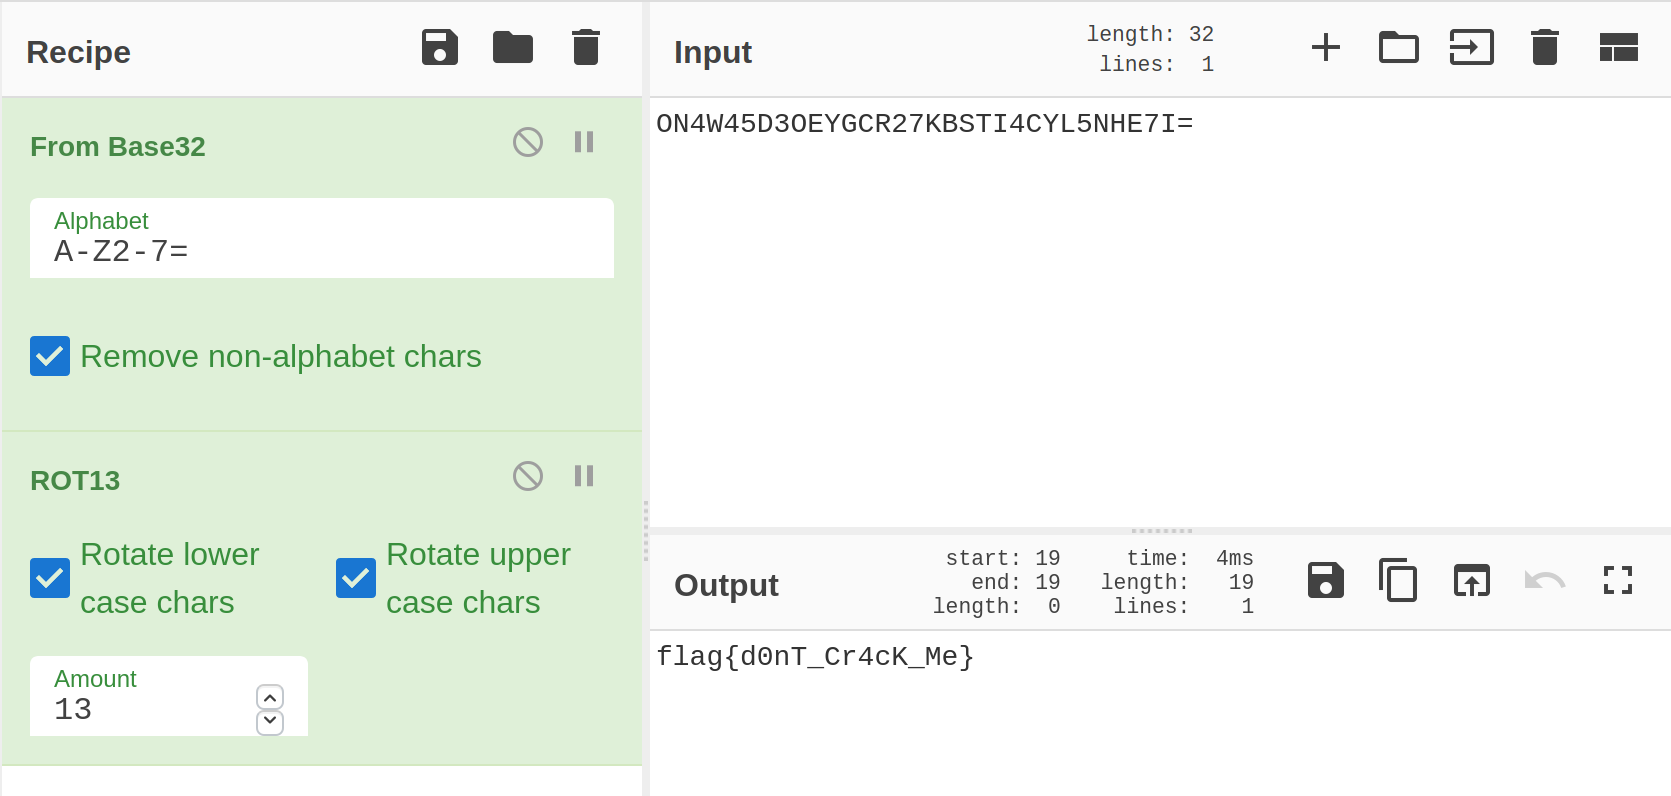 Recipe
From Base32
Alphabet
A-Z2-7=
Remove non-alphabet chars
ROT13
Rotate lower
case chars
Rotate upper
case chars
Amount
13
Input
length: 32
lines: 1
ON4W45D3OEYGCR27KBSTI4CYL5NHE7I=
Output
start: 19
end: 19
length: 0
time: 4ms
length: 19
lines: 1
flag{d0nT_Cr4cK_Me}